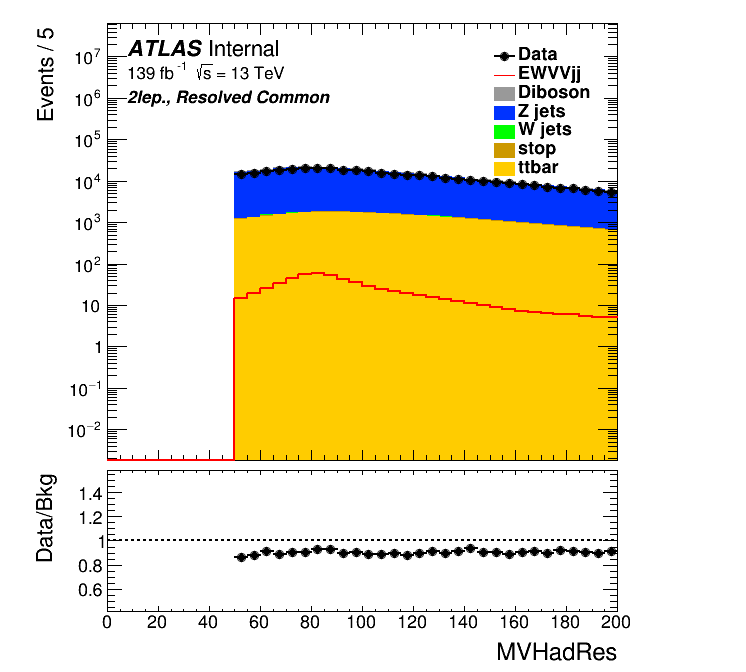 ATLAS Internal
139 fb⁻¹ √s = 13 TeV
2lep., Resolved Common
Data
EWVVjj
Diboson
Z jets
W jets
stop
ttbar
Events / 5
10⁷
10⁶
10⁵
10⁴
10³
10²
10
1
10⁻¹
10⁻²
Data/Bkg
1.4
1.2
1
0.8
0.6
0 20 40 60 80 100 120 140 160 180 200
MVHadRes